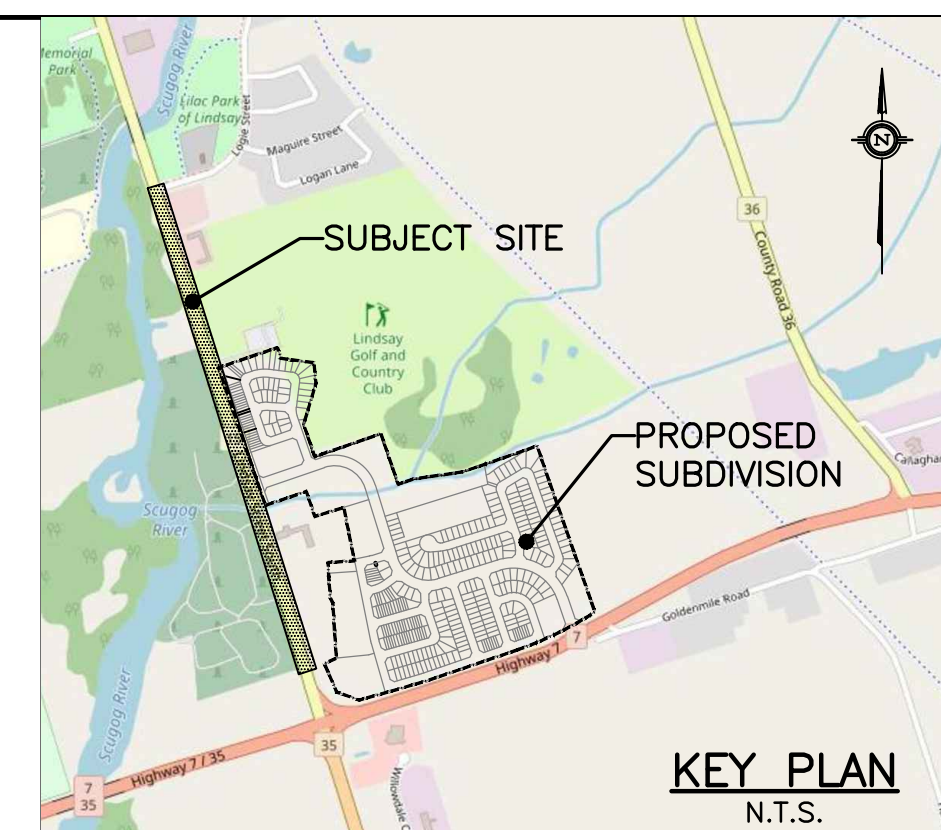 Memorial
Park
Scugog River
Lilac Park
of Lindsay
Logie Street
Maguire Street
Logan Lane
N
36
County Road 36
SUBJECT SITE
Lindsay
Golf and
Country
Club
PROPOSED
SUBDIVISION
Scugog
River
Goldenmile Road
7
Highway 7
Scugog River
35
Highway 7 / 35
7
35
KEY PLAN
N.T.S.